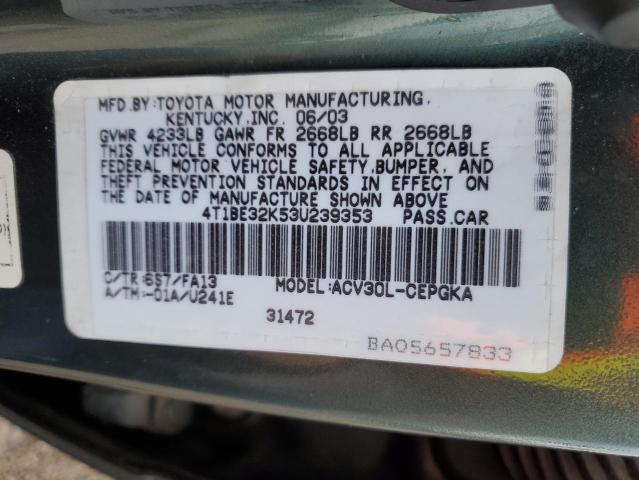 MFD.BY:TOYOTA MOTOR MANUFACTURING,
KENTUCKY,INC. 06/03
GVWR 4233LB GAWR FR 2668LB RR 2668LB
THIS VEHICLE CONFORMS TO ALL APPLICABLE
FEDERAL MOTOR VEHICLE SAFETY,BUMPER, AND
THEFT PREVENTION STANDARDS IN EFFECT ON
THE DATE OF MANUFACTURE SHOWN ABOVE
4T1BE32K53U239353 PASS.CAR
C/TR:6S7/FA13 MODEL:ACV30L-CEPGKA
A/TM:-01A/U241E
31472
BA05657833